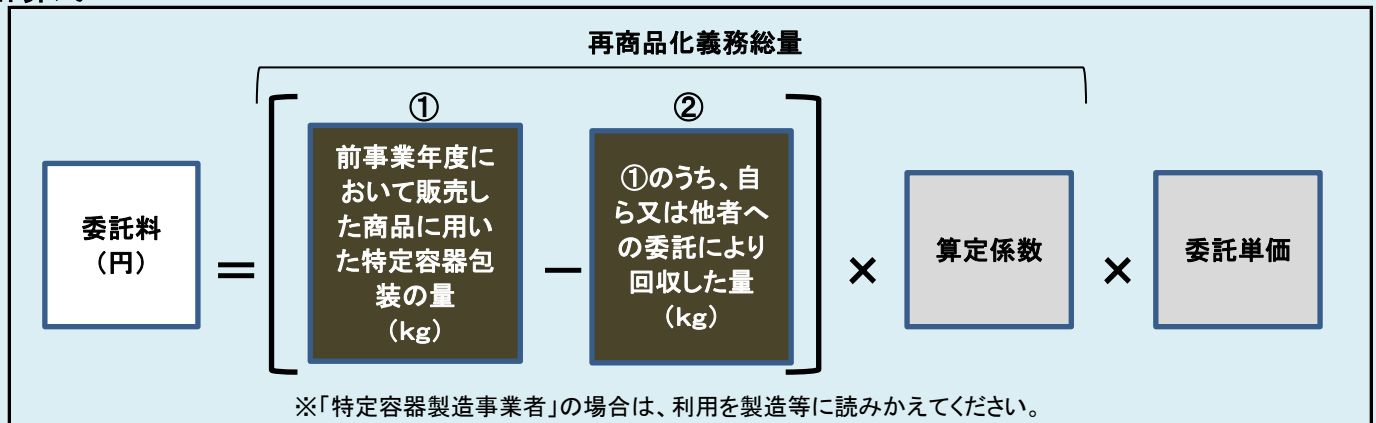 再商品化義務総量
①
前事業年度に
おいて販売し
た商品に用い
た特定容器包
装の量
（kg）
②
①のうち、自
ら又は他者へ
の委託により
回収した量
（kg）
委託料
（円）
＝
－
×
算定係数
×
委託単価
※「特定容器製造事業者」の場合は、利用を製造等に読みかえてください。